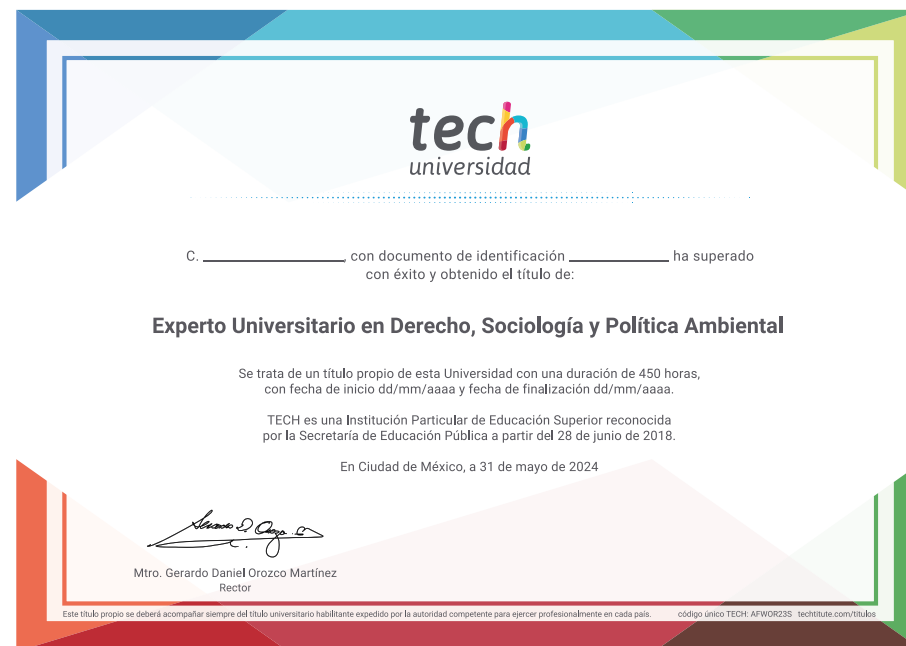 tech
universidad
C. ____________________, con documento de identificación ______________ ha superado
con éxito y obtenido el título de:
Experto Universitario en Derecho, Sociología y Política Ambiental
Se trata de un título propio de esta Universidad con una duración de 450 horas,
con fecha de inicio dd/mm/aaaa y fecha de finalización dd/mm/aaaa.
TECH es una Institución Particular de Educación Superior reconocida
por la Secretaría de Educación Pública a partir del 28 de junio de 2018.
En Ciudad de México, a 31 de mayo de 2024
Mtro. Gerardo Daniel Orozco Martínez
Rector
Este título propio se deberá acompañar siempre del título universitario habilitante expedido por la autoridad competente para ejercer profesionalmente en cada país. código único TECH: AFWOR23S techtitute.com/titulos